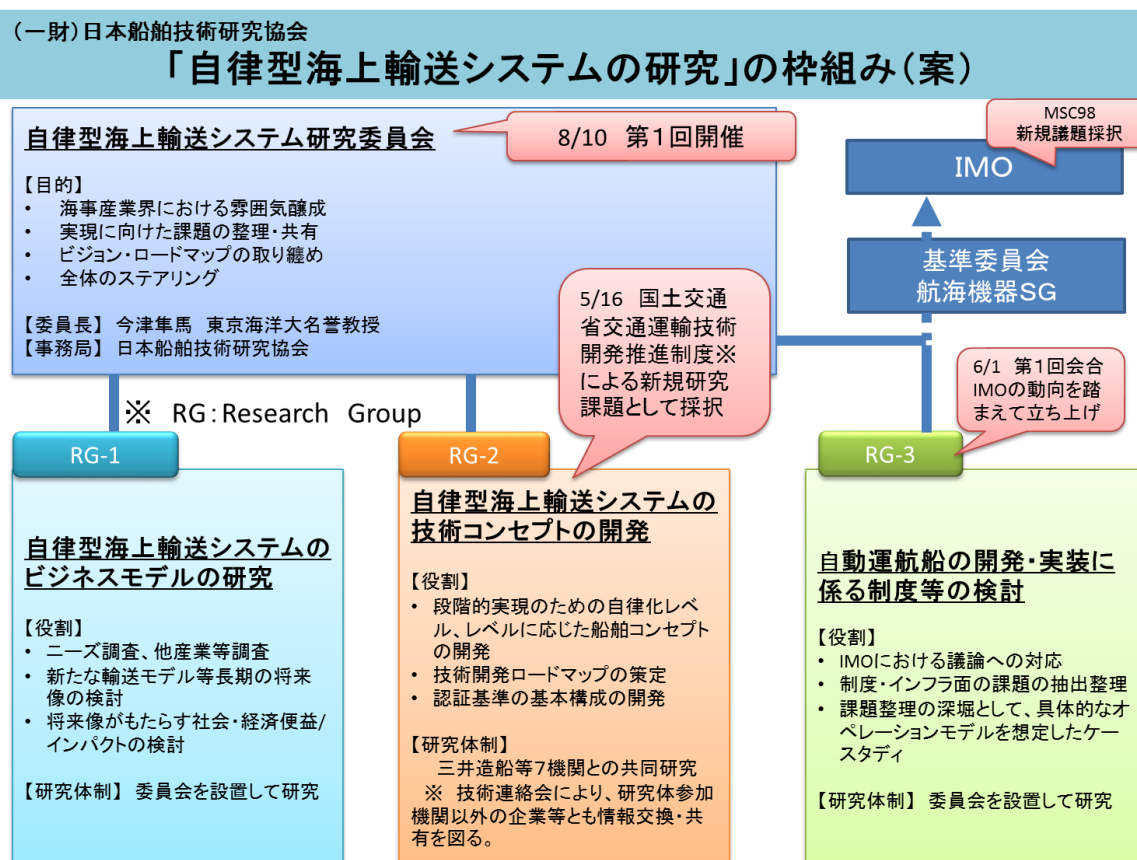 (一財)日本船舶技術研究協会
「自律型海上輸送システムの研究」の枠組み(案)
自律型海上輸送システム研究委員会
8/10 第1回開催
【目的】
・ 海事産業界における雰囲気醸成
・ 実現に向けた課題の整理・共有
・ ビジョン・ロードマップの取り纏め
・ 全体のステアリング
【委員長】 今津隼馬 東京海洋大名誉教授
【事務局】 日本船舶技術研究協会
MSC98
新規議題採択
IMO
基準委員会
航海機器SG
5/16 国土交通
省交通運輸技術
開発推進制度※
による新規研究
課題として採択
6/1 第1回会合
IMOの動向を踏
まえて立ち上げ
※ RG:Research Group
RG-1
自律型海上輸送システムの
ビジネスモデルの研究
【役割】
・ ニーズ調査、他産業等調査
・ 新たな輸送モデル等長期の将来
像の検討
・ 将来像がもたらす社会・経済便益/
インパクトの検討
【研究体制】 委員会を設置して研究
RG-2
自律型海上輸送システムの
技術コンセプトの開発
【役割】
・ 段階的実現のための自律化レベ
ル、レベルに応じた船舶コンセプト
の開発
・ 技術開発ロードマップの策定
・ 認証基準の基本構成の開発
【研究体制】
三井造船等7機関との共同研究
※ 技術連絡会により、研究体参加
機関以外の企業等とも情報交換・共
有を図る。
RG-3
自動運航船の開発・実装に
係る制度等の検討
【役割】
・ IMOにおける議論への対応
・ 制度・インフラ面の課題の抽出整理
・ 課題整理の深堀として、具体的なオ
ペレーションモデルを想定したケー
スタディ
【研究体制】 委員会を設置して研究